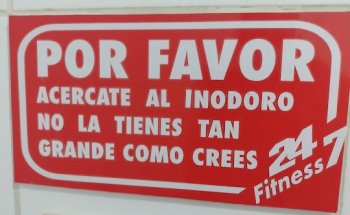 POR FAVOR
ACERCATE AL INODORO
NO LA TIENES TAN
GRANDE COMO CREES
24
7
Fitness